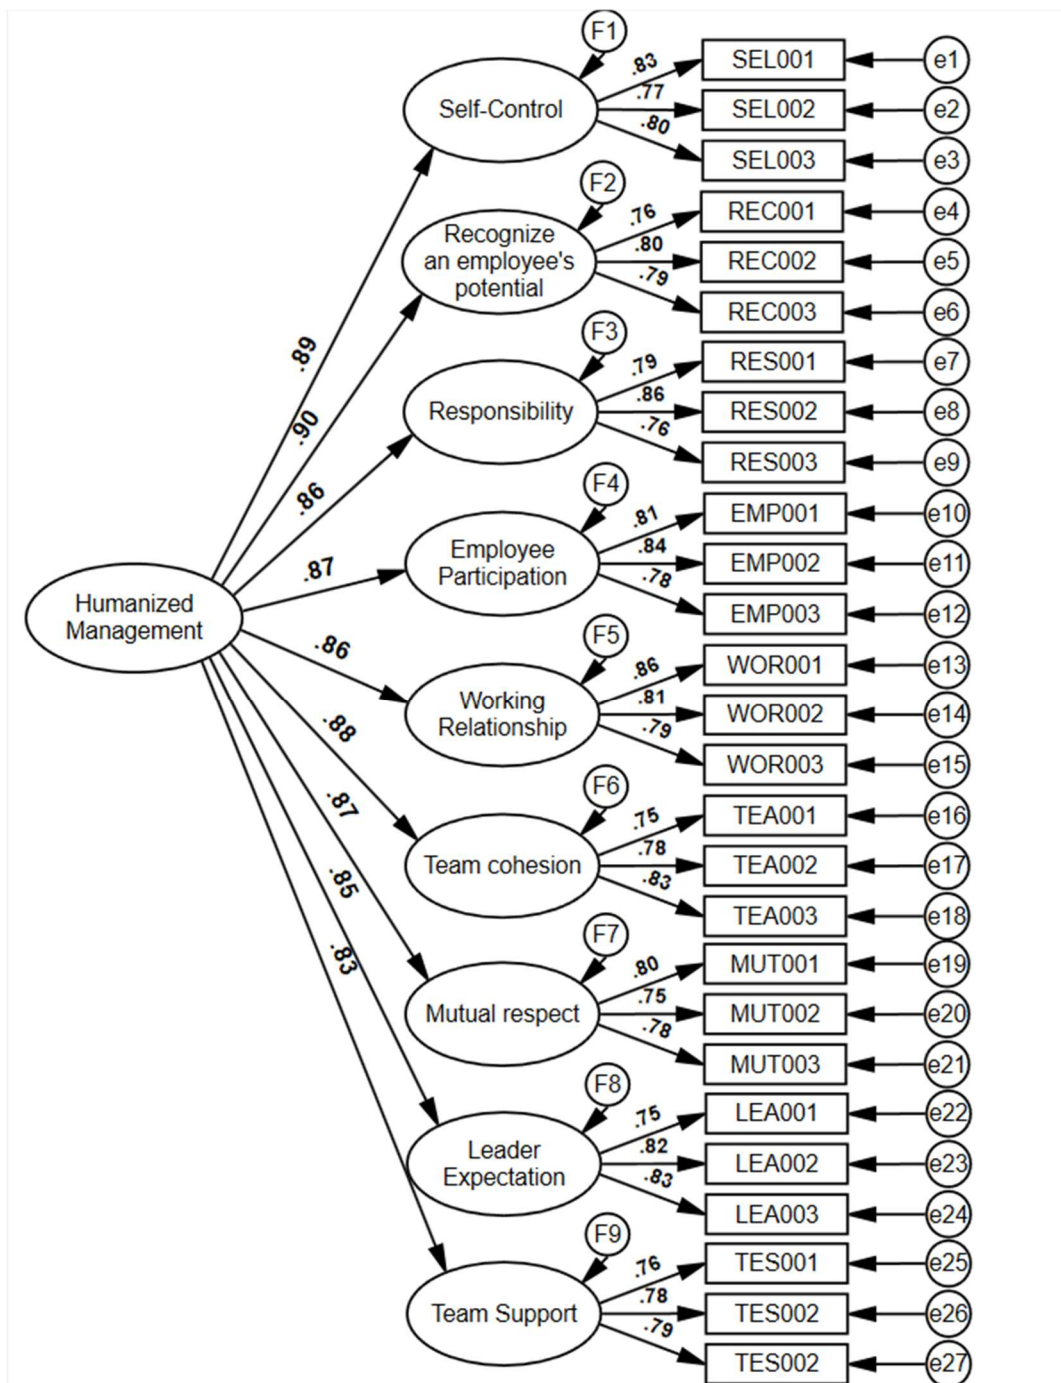 F1
.83
SEL001
e1
Self-Control
.77
SEL002
e2
.80
SEL003
e3
F2
.76
REC001
e4
Recognize
an employee's
potential
.80
REC002
e5
.79
REC003
e6
F3
.79
RES001
e7
Responsibility
.86
RES002
e8
.76
RES003
e9
F4
.81
EMP001
e10
Employee
Participation
.84
EMP002
e11
.78
EMP003
e12
Humanized
Management
.89
.90
.86
.87
.86
.88
.87
.85
.83
F5
.86
WOR001
e13
Working
Relationship
.81
WOR002
e14
.79
WOR003
e15
F6
.75
TEA001
e16
Team cohesion
.78
TEA002
e17
.83
TEA003
e18
F7
.80
MUT001
e19
Mutual respect
.75
MUT002
e20
.78
MUT003
e21
F8
.75
LEA001
e22
Leader
Expectation
.82
LEA002
e23
.83
LEA003
e24
F9
.76
TES001
e25
Team Support
.78
TES002
e26
.79
TES002
e27